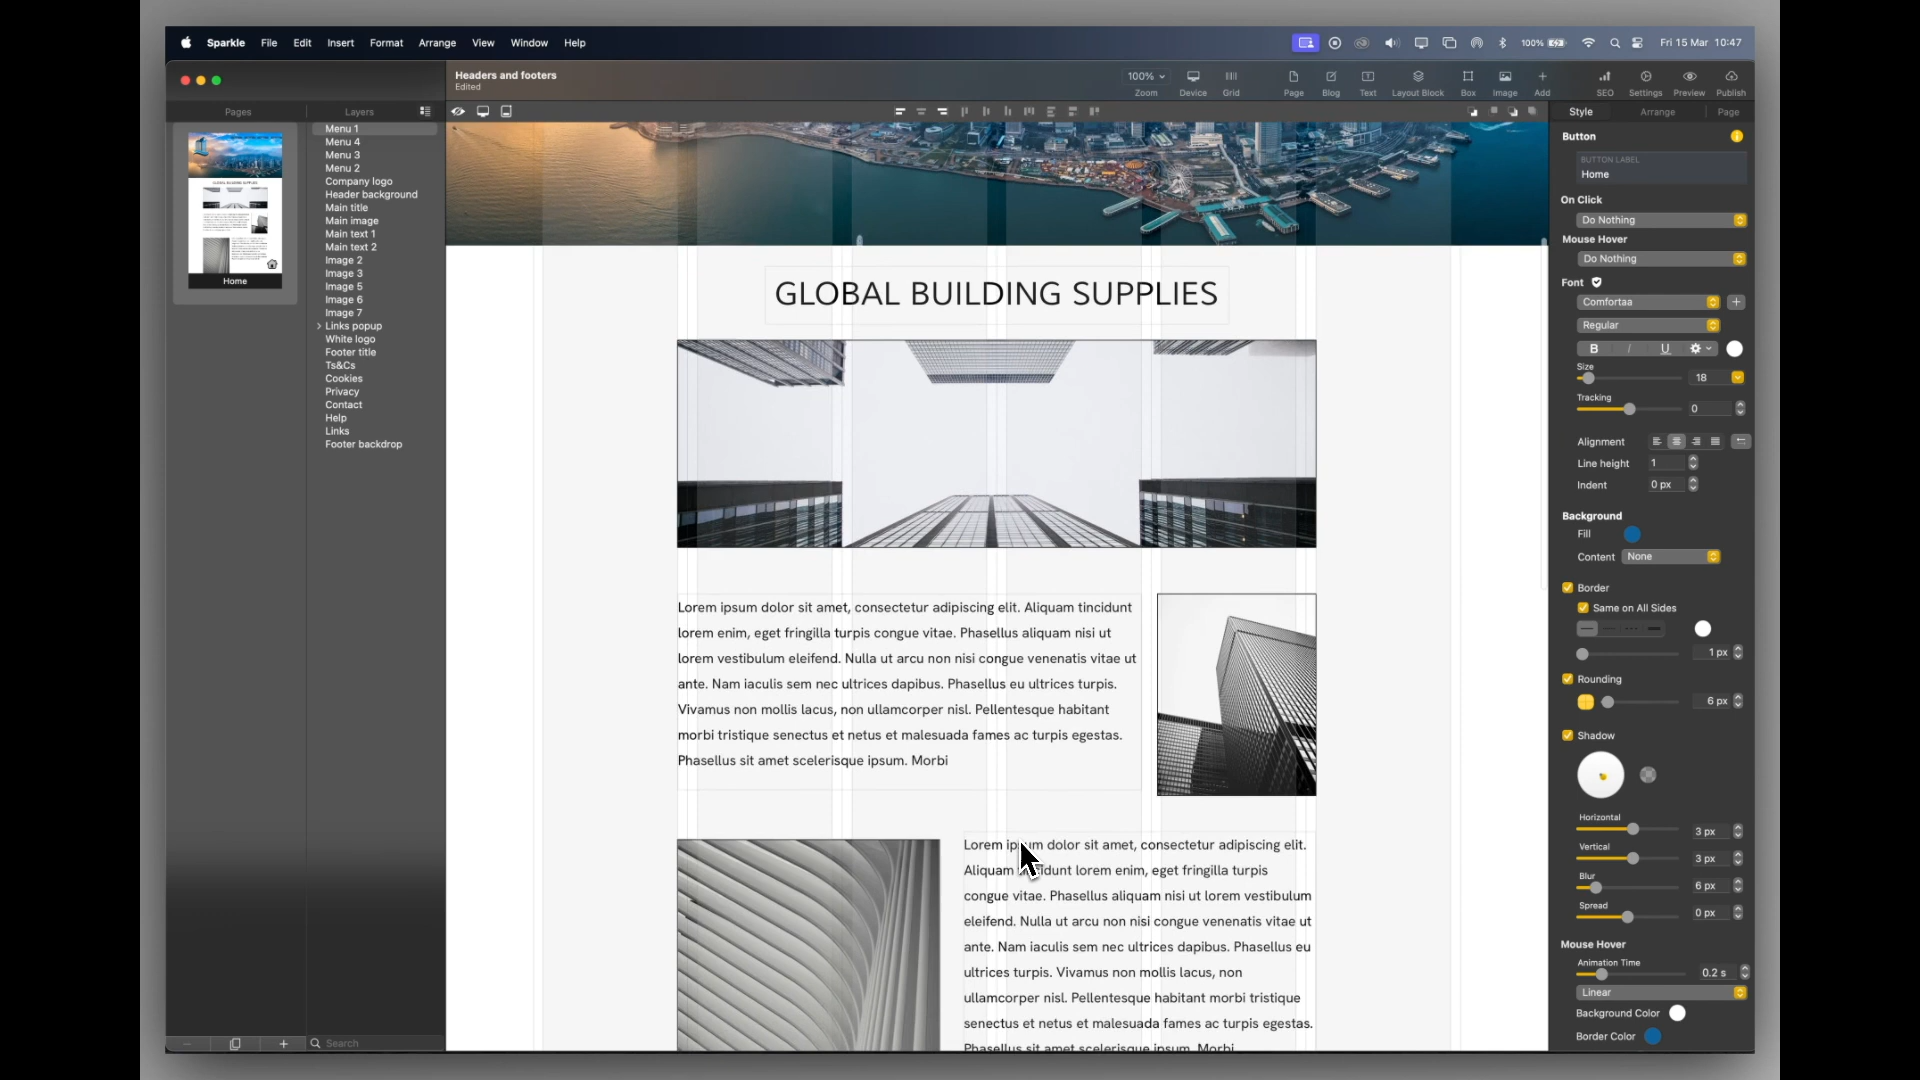 Sparkle File Edit Insert Format Arrange View Window Help
100% Fri 15 Mar 10:47
Headers and footers
Edited
100%
Zoom Device Grid Page Blog Text Layout Block Box Image Add SEO Settings Preview Publish
Pages Layers
Style Arrange Page
Home
Menu 1
Menu 4
Menu 3
Menu 2
Company logo
Header background
Main title
Main image
Main text 1
Main text 2
Image 2
Image 3
Image 5
Image 6
Image 7
Links popup
White logo
Footer title
Ts&Cs
Cookies
Privacy
Contact
Help
Links
Footer backdrop
Search
GLOBAL BUILDING SUPPLIES
Lorem ipsum dolor sit amet, consectetur adipiscing elit. Aliquam tincidunt
lorem enim, eget fringilla turpis congue vitae. Phasellus aliquam nisi ut
lorem vestibulum eleifend. Nulla ut arcu non nisi congue venenatis vitae ut
ante. Nam iaculis sem nec ultrices dapibus. Phasellus eu ultrices turpis.
Vivamus non mollis lacus, non ullamcorper nisl. Pellentesque habitant
morbi tristique senectus et netus et malesuada fames ac turpis egestas.
Phasellus sit amet scelerisque ipsum. Morbi
Lorem ipsum dolor sit amet, consectetur adipiscing elit.
Aliquam tincidunt lorem enim, eget fringilla turpis
congue vitae. Phasellus aliquam nisi ut lorem vestibulum
eleifend. Nulla ut arcu non nisi congue venenatis vitae ut
ante. Nam iaculis sem nec ultrices dapibus. Phasellus eu
ultrices turpis. Vivamus non mollis lacus, non
ullamcorper nisl. Pellentesque habitant morbi tristique
senectus et netus et malesuada fames ac turpis egestas.
Phasellus sit amet scelerisque ipsum. Morbi
Button
BUTTON LABEL
Home
On Click
Do Nothing
Mouse Hover
Do Nothing
Font
Comfortaa
Regular
B I U
Size
18
Tracking
0
Alignment
Line height 1
Indent 0 px
Background
Fill
Content None
Border
Same on All Sides
1 px
Rounding
6 px
Shadow
Horizontal
3 px
Vertical
3 px
Blur
6 px
Spread
0 px
Mouse Hover
Animation Time
0.2 s
Linear
Background Color
Border Color